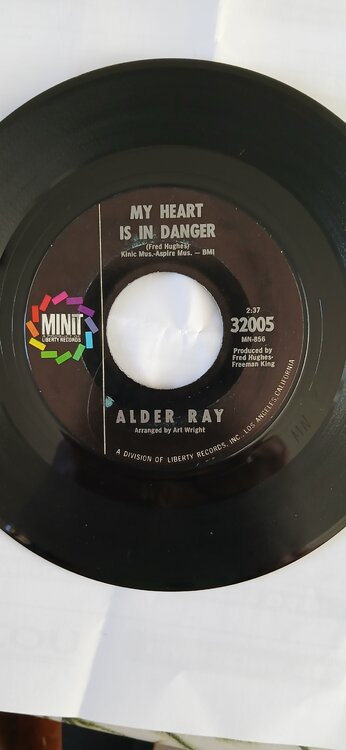 MY HEART
IS IN DANGER
(Fred Hughes)
Kinic Mus.-Aspire Mus. — BMI
MINiT
LIBERTY RECORDS
2:37
32005
MN-856
Produced by
Fred Hughes-
Freeman King
ALDER RAY
Arranged by Art Wright
A DIVISION OF LIBERTY RECORDS, INC., LOS ANGELES, CALIFORNIA